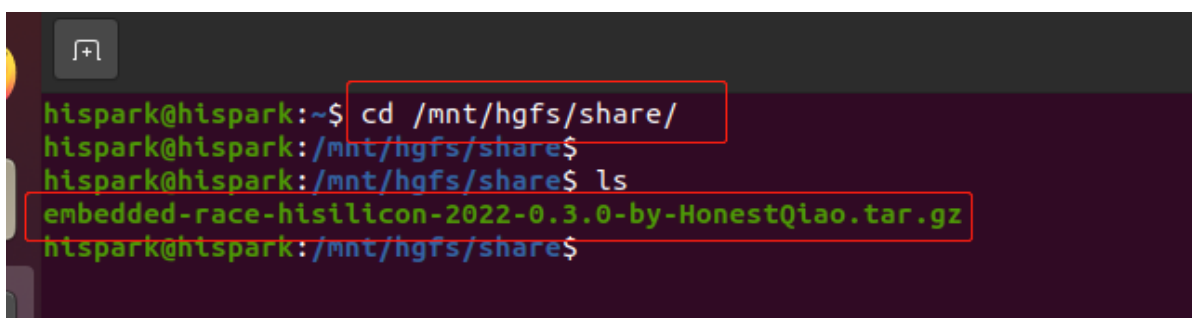 hispark@hispark:~$ cd /mnt/hgfs/share/
hispark@hispark:/mnt/hgfs/share$
hispark@hispark:/mnt/hgfs/share$ ls
embedded-race-hisilicon-2022-0.3.0-by-HonestQiao.tar.gz
hispark@hispark:/mnt/hgfs/share$